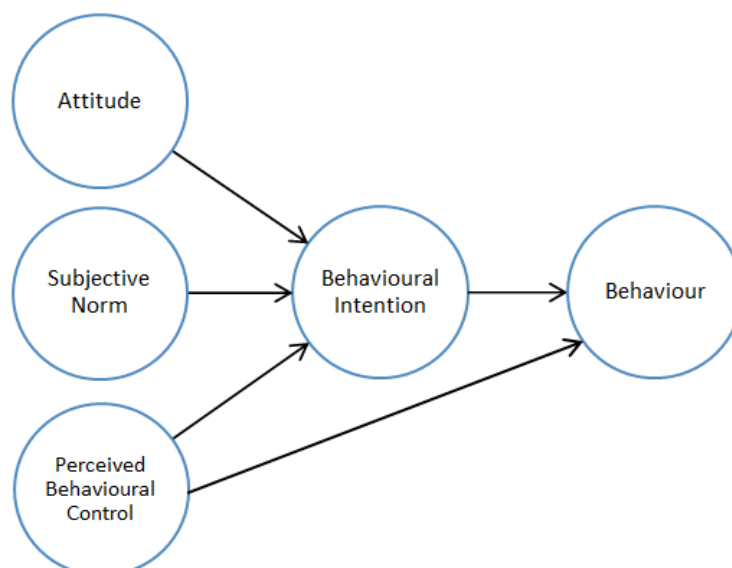 Attitude
Subjective
Norm
Behavioural
Intention
Behaviour
Perceived
Behavioural
Control